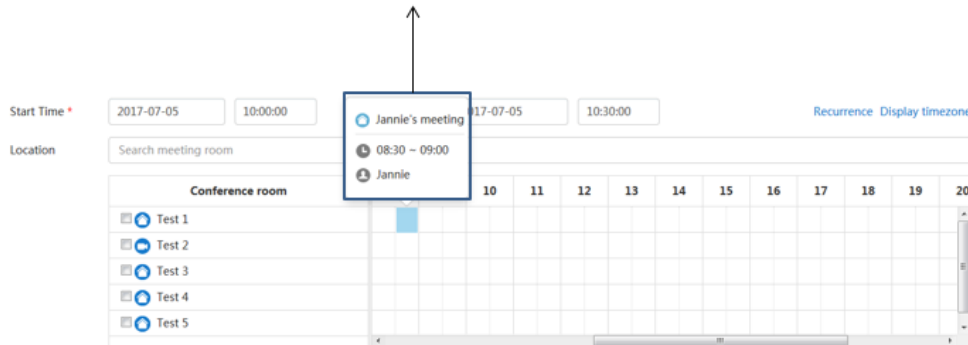 Start Time * 2017-07-05 10:00:00 017-07-05 10:30:00 Recurrence Display timezone
Jannie's meeting
Location Search meeting room
08:30 ~ 09:00
Jannie
Conference room 10 11 12 13 14 15 16 17 18 19 20
Test 1
Test 2
Test 3
Test 4
Test 5